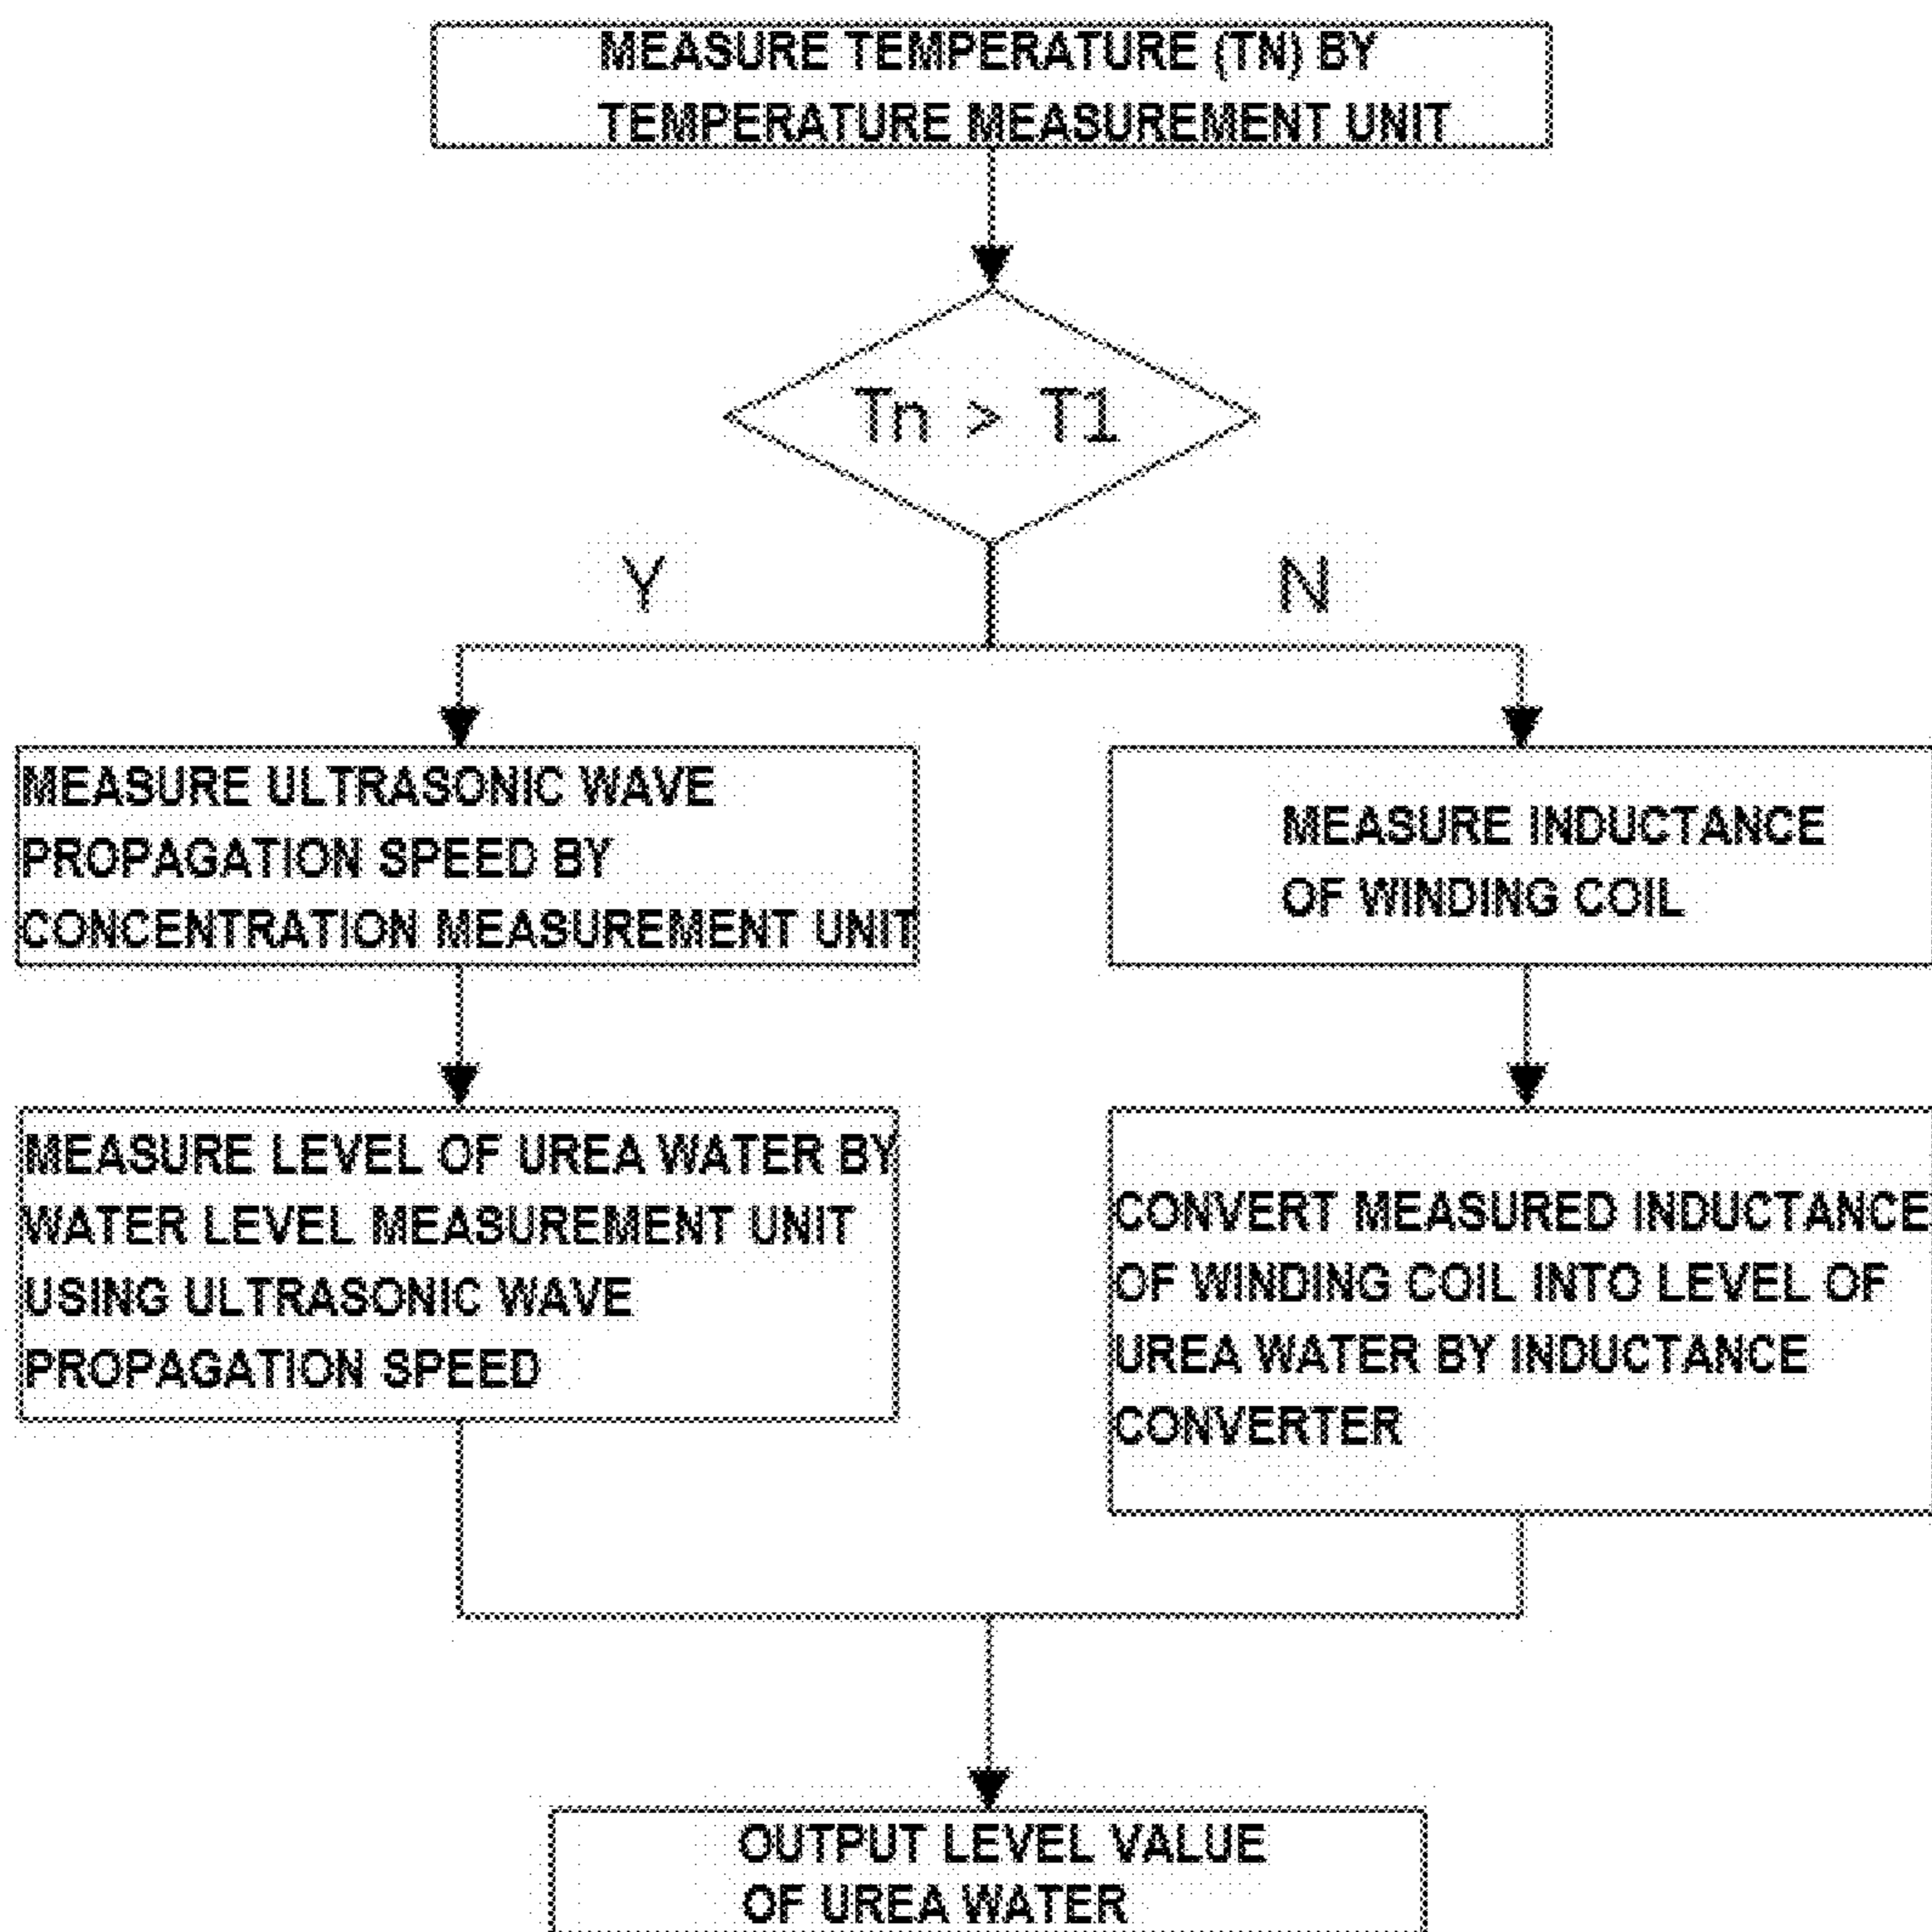 MEASURE TEMPERATURE (TN) BY
TEMPERATURE MEASUREMENT UNIT
Tn > T1
Y
N
MEASURE ULTRASONIC WAVE
PROPAGATION SPEED BY
CONCENTRATION MEASUREMENT UNIT
MEASURE INDUCTANCE
OF WINDING COIL
MEASURE LEVEL OF UREA WATER BY
WATER LEVEL MEASUREMENT UNIT
USING ULTRASONIC WAVE
PROPAGATION SPEED
CONVERT MEASURED INDUCTANCE
OF WINDING COIL INTO LEVEL OF
UREA WATER BY INDUCTANCE
CONVERTER
OUTPUT LEVEL VALUE
OF UREA WATER